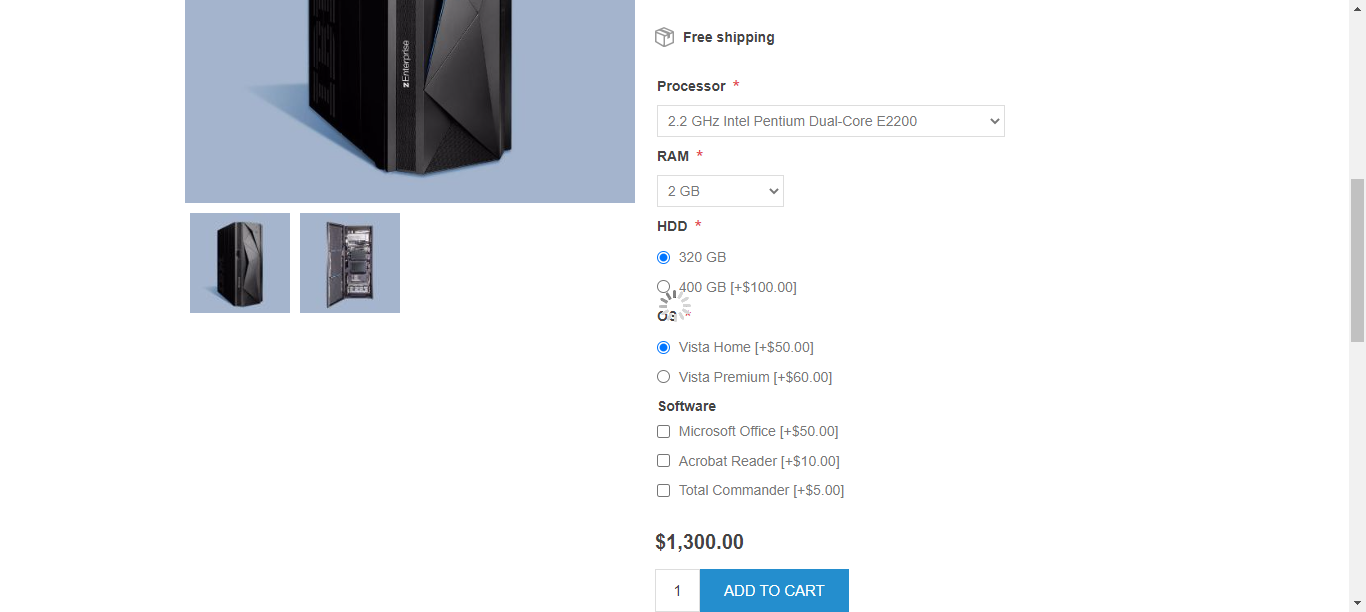 zEnterprise
Free shipping
Processor *
2.2 GHz Intel Pentium Dual-Core E2200
RAM *
2 GB
HDD *
320 GB
400 GB [+$100.00]
OS *
Vista Home [+$50.00]
Vista Premium [+$60.00]
Software
Microsoft Office [+$50.00]
Acrobat Reader [+$10.00]
Total Commander [+$5.00]
$1,300.00
1 ADD TO CART